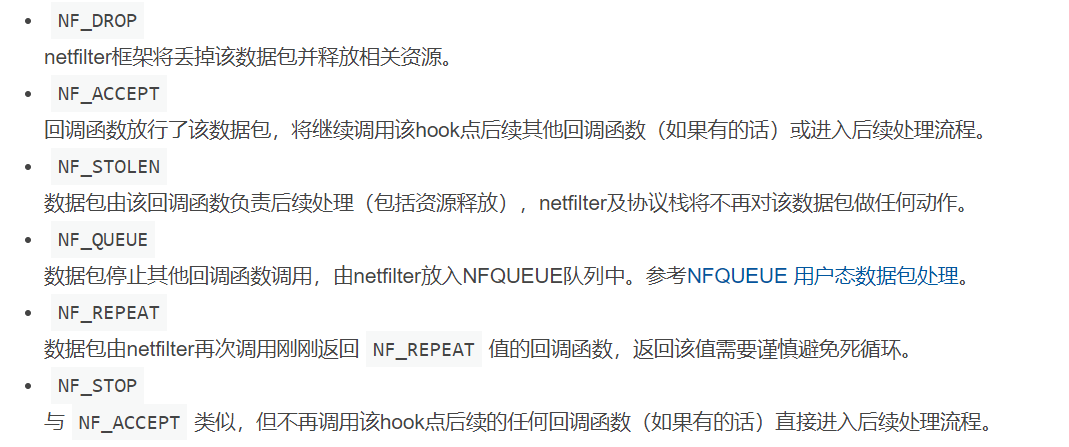 NF_DROP
netfilter框架将丢掉该数据包并释放相关资源。
NF_ACCEPT
回调函数放行了该数据包，将继续调用该hook点后续其他回调函数（如果有的话）或进入后续处理流程。
NF_STOLEN
数据包由该回调函数负责后续处理（包括资源释放），netfilter及协议栈将不再对该数据包做任何动作。
NF_QUEUE
数据包停止其他回调函数调用，由netfilter放入NFQUEUE队列中。参考NFQUEUE 用户态数据包处理。
NF_REPEAT
数据包由netfilter再次调用刚刚返回 NF_REPEAT 值的回调函数，返回该值需要谨慎避免死循环。
NF_STOP
与 NF_ACCEPT 类似，但不再调用该hook点后续的任何回调函数（如果有的话）直接进入后续处理流程。